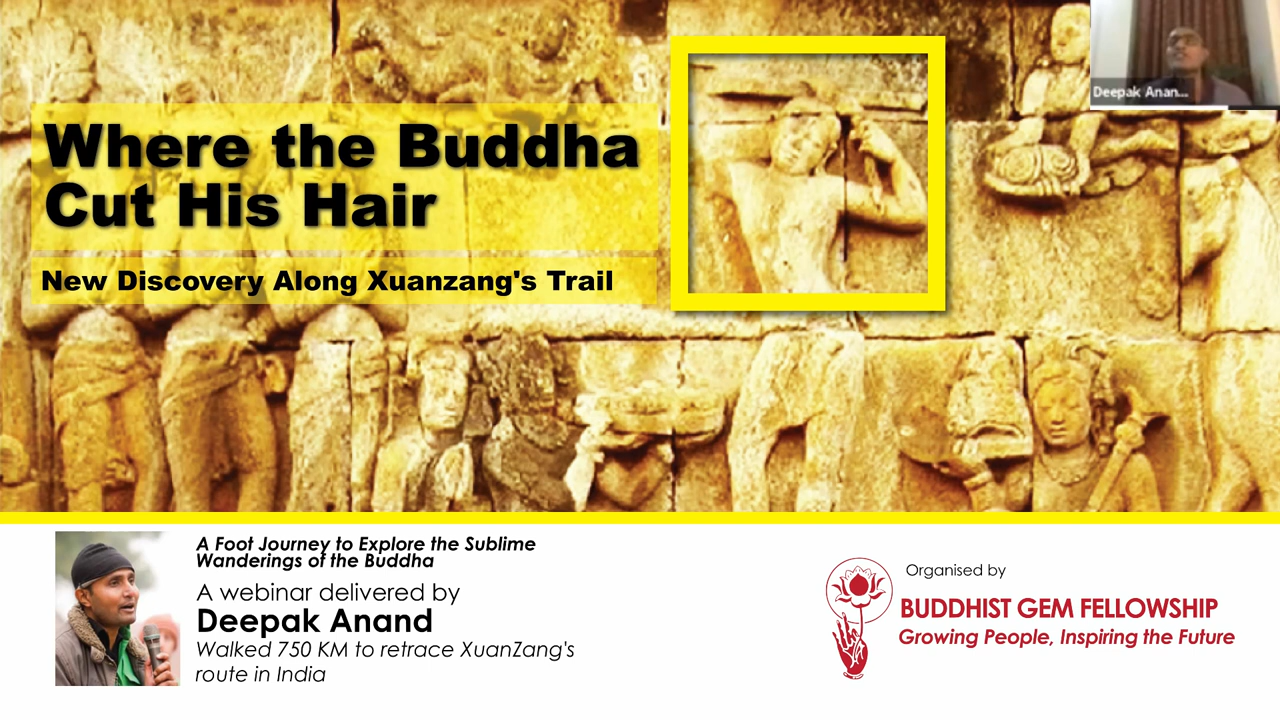 Where the Buddha
Cut His Hair
New Discovery Along Xuanzang's Trail
Deepak Anan...
A Foot Journey to Explore the Sublime
Wanderings of the Buddha
A webinar delivered by
Deepak Anand
Walked 750 KM to retrace XuanZang's
route in India
Organised by
BUDDHIST GEM FELLOWSHIP
Growing People, Inspiring the Future